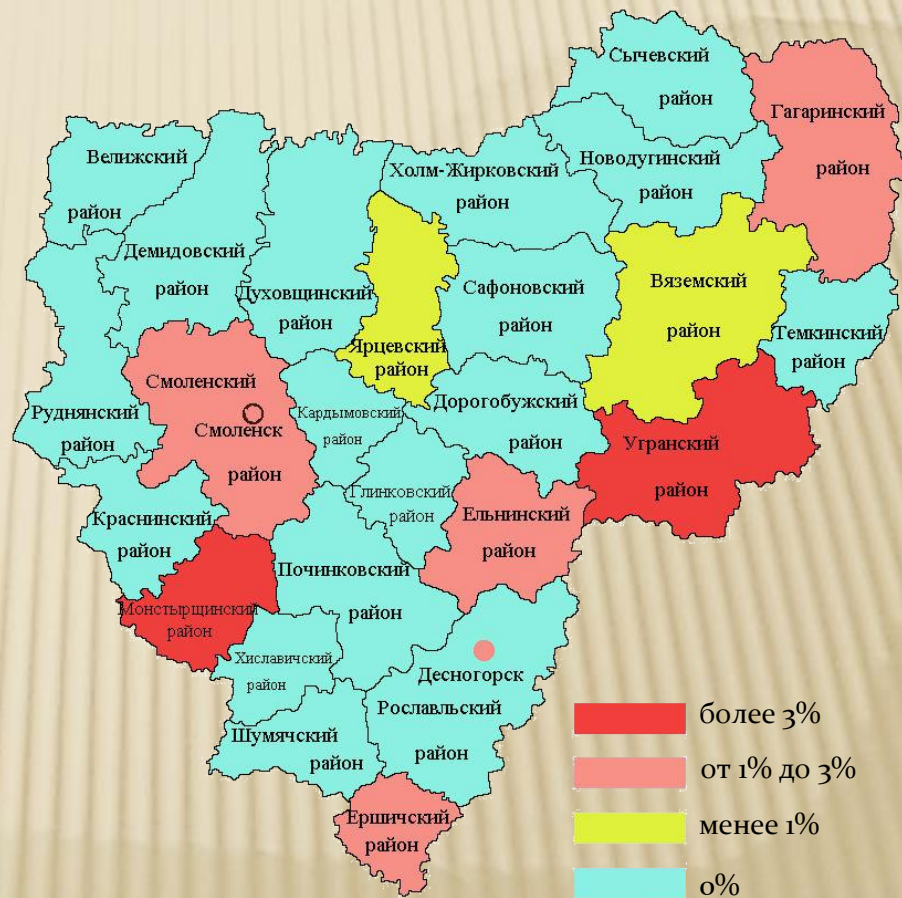 Сычевский
район
Гагаринский
район
Велижский
район
Холм-Жирковский
район
Новодугинский
район
Демидовский
район
Духовщинский
район
Сафоновский
район
Вяземский
район
Темкинский
район
Ярцевский
район
Смоленский
Смоленск
район
Руднянский
район
Кардымовский
район
Дорогобужский
район
Угранский
район
Глинковский
район
Ельнинский
район
Краснинский
район
Починковский
район
Монстырщинский
район
Хиславичский
район
Десногорск
Рославльский
район
Шумячский
район
Ершичский
район
более 3%
от 1% до 3%
менее 1%
0%